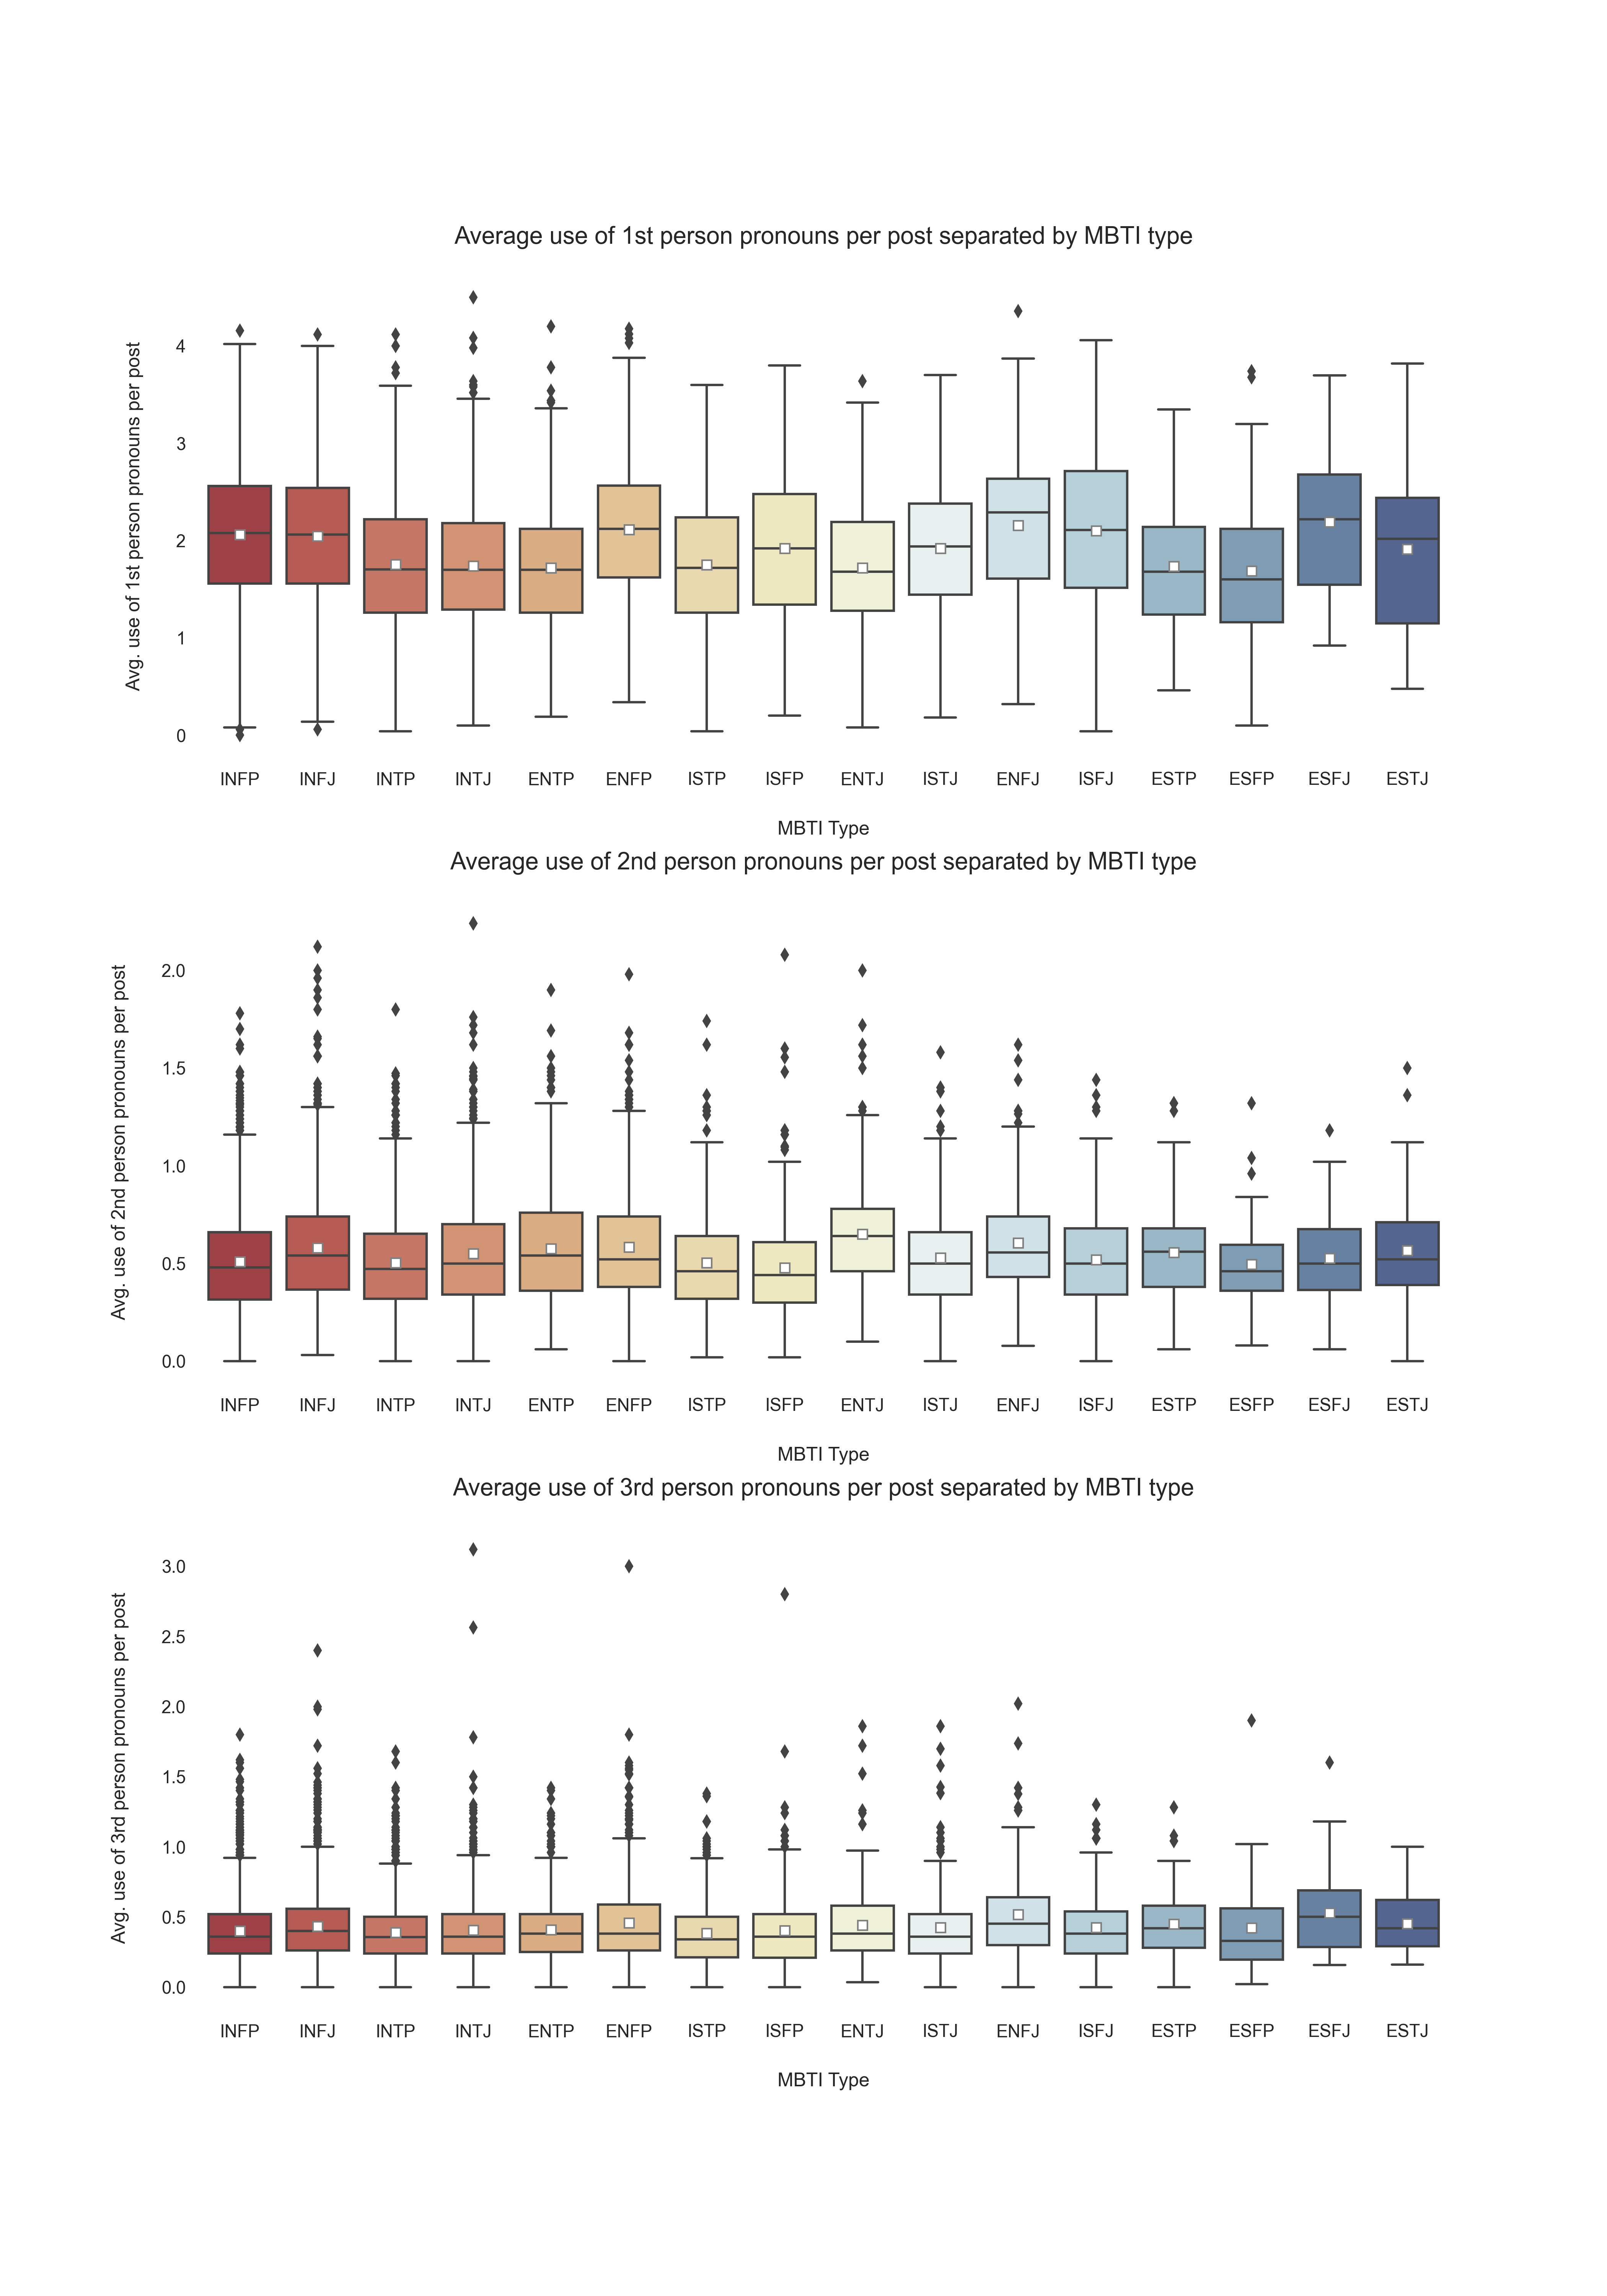 Average use of 1st person pronouns per post separated by MBTI type
Avg. use of 1st person pronouns per post
4
3
2
1
0
INFP INFJ INTP INTJ ENTP ENFP ISTP ISFP ENTJ ISTJ ENFJ ISFJ ESTP ESFP ESFJ ESTJ
MBTI Type
Average use of 2nd person pronouns per post separated by MBTI type
Avg. use of 2nd person pronouns per post
2.0
1.5
1.0
0.5
0.0
INFP INFJ INTP INTJ ENTP ENFP ISTP ISFP ENTJ ISTJ ENFJ ISFJ ESTP ESFP ESFJ ESTJ
MBTI Type
Average use of 3rd person pronouns per post separated by MBTI type
Avg. use of 3rd person pronouns per post
3.0
2.5
2.0
1.5
1.0
0.5
0.0
INFP INFJ INTP INTJ ENTP ENFP ISTP ISFP ENTJ ISTJ ENFJ ISFJ ESTP ESFP ESFJ ESTJ
MBTI Type